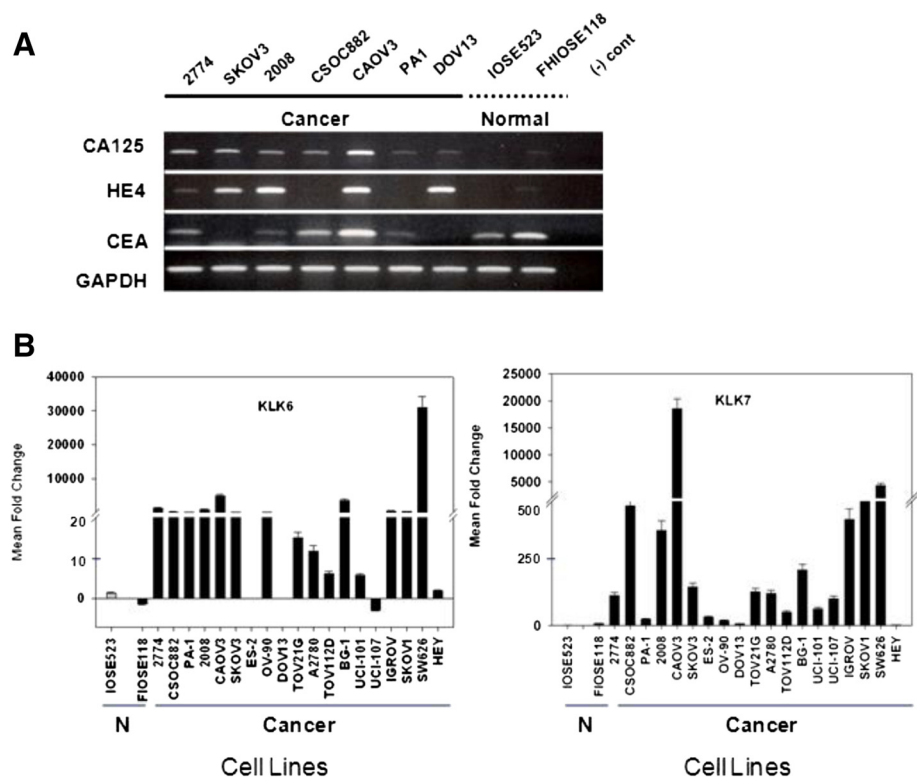 A
2774 SKOV3 2008 CSOC882 CAOV3 PA1 DOV13 IOSE523 FHIOSE118 (-) cont
Cancer Normal
CA125
HE4
CEA
GAPDH
B
KLK6
Mean Fold Change
40000
30000
20000
10000
20
10
0
IOSE523 FIOSE118 2774 CSOC882 PA-1 2008 CAOV3 SKOV3 ES-2 OV-90 DOV13 TOV21G A2780 TOV112D BG-1 UCI-101 UCI-107 IGROV SKOV1 SW626 HEY
N Cancer
Cell Lines
KLK7
Mean Fold Change
25000
20000
15000
10000
5000
500
250
0
IOSE523 FIOSE118 2774 CSOC882 PA-1 2008 CAOV3 SKOV3 ES-2 OV-90 DOV13 TOV21G A2780 TOV112D BG-1 UCI-101 UCI-107 IGROV SKOV1 SW626 HEY
N Cancer
Cell Lines